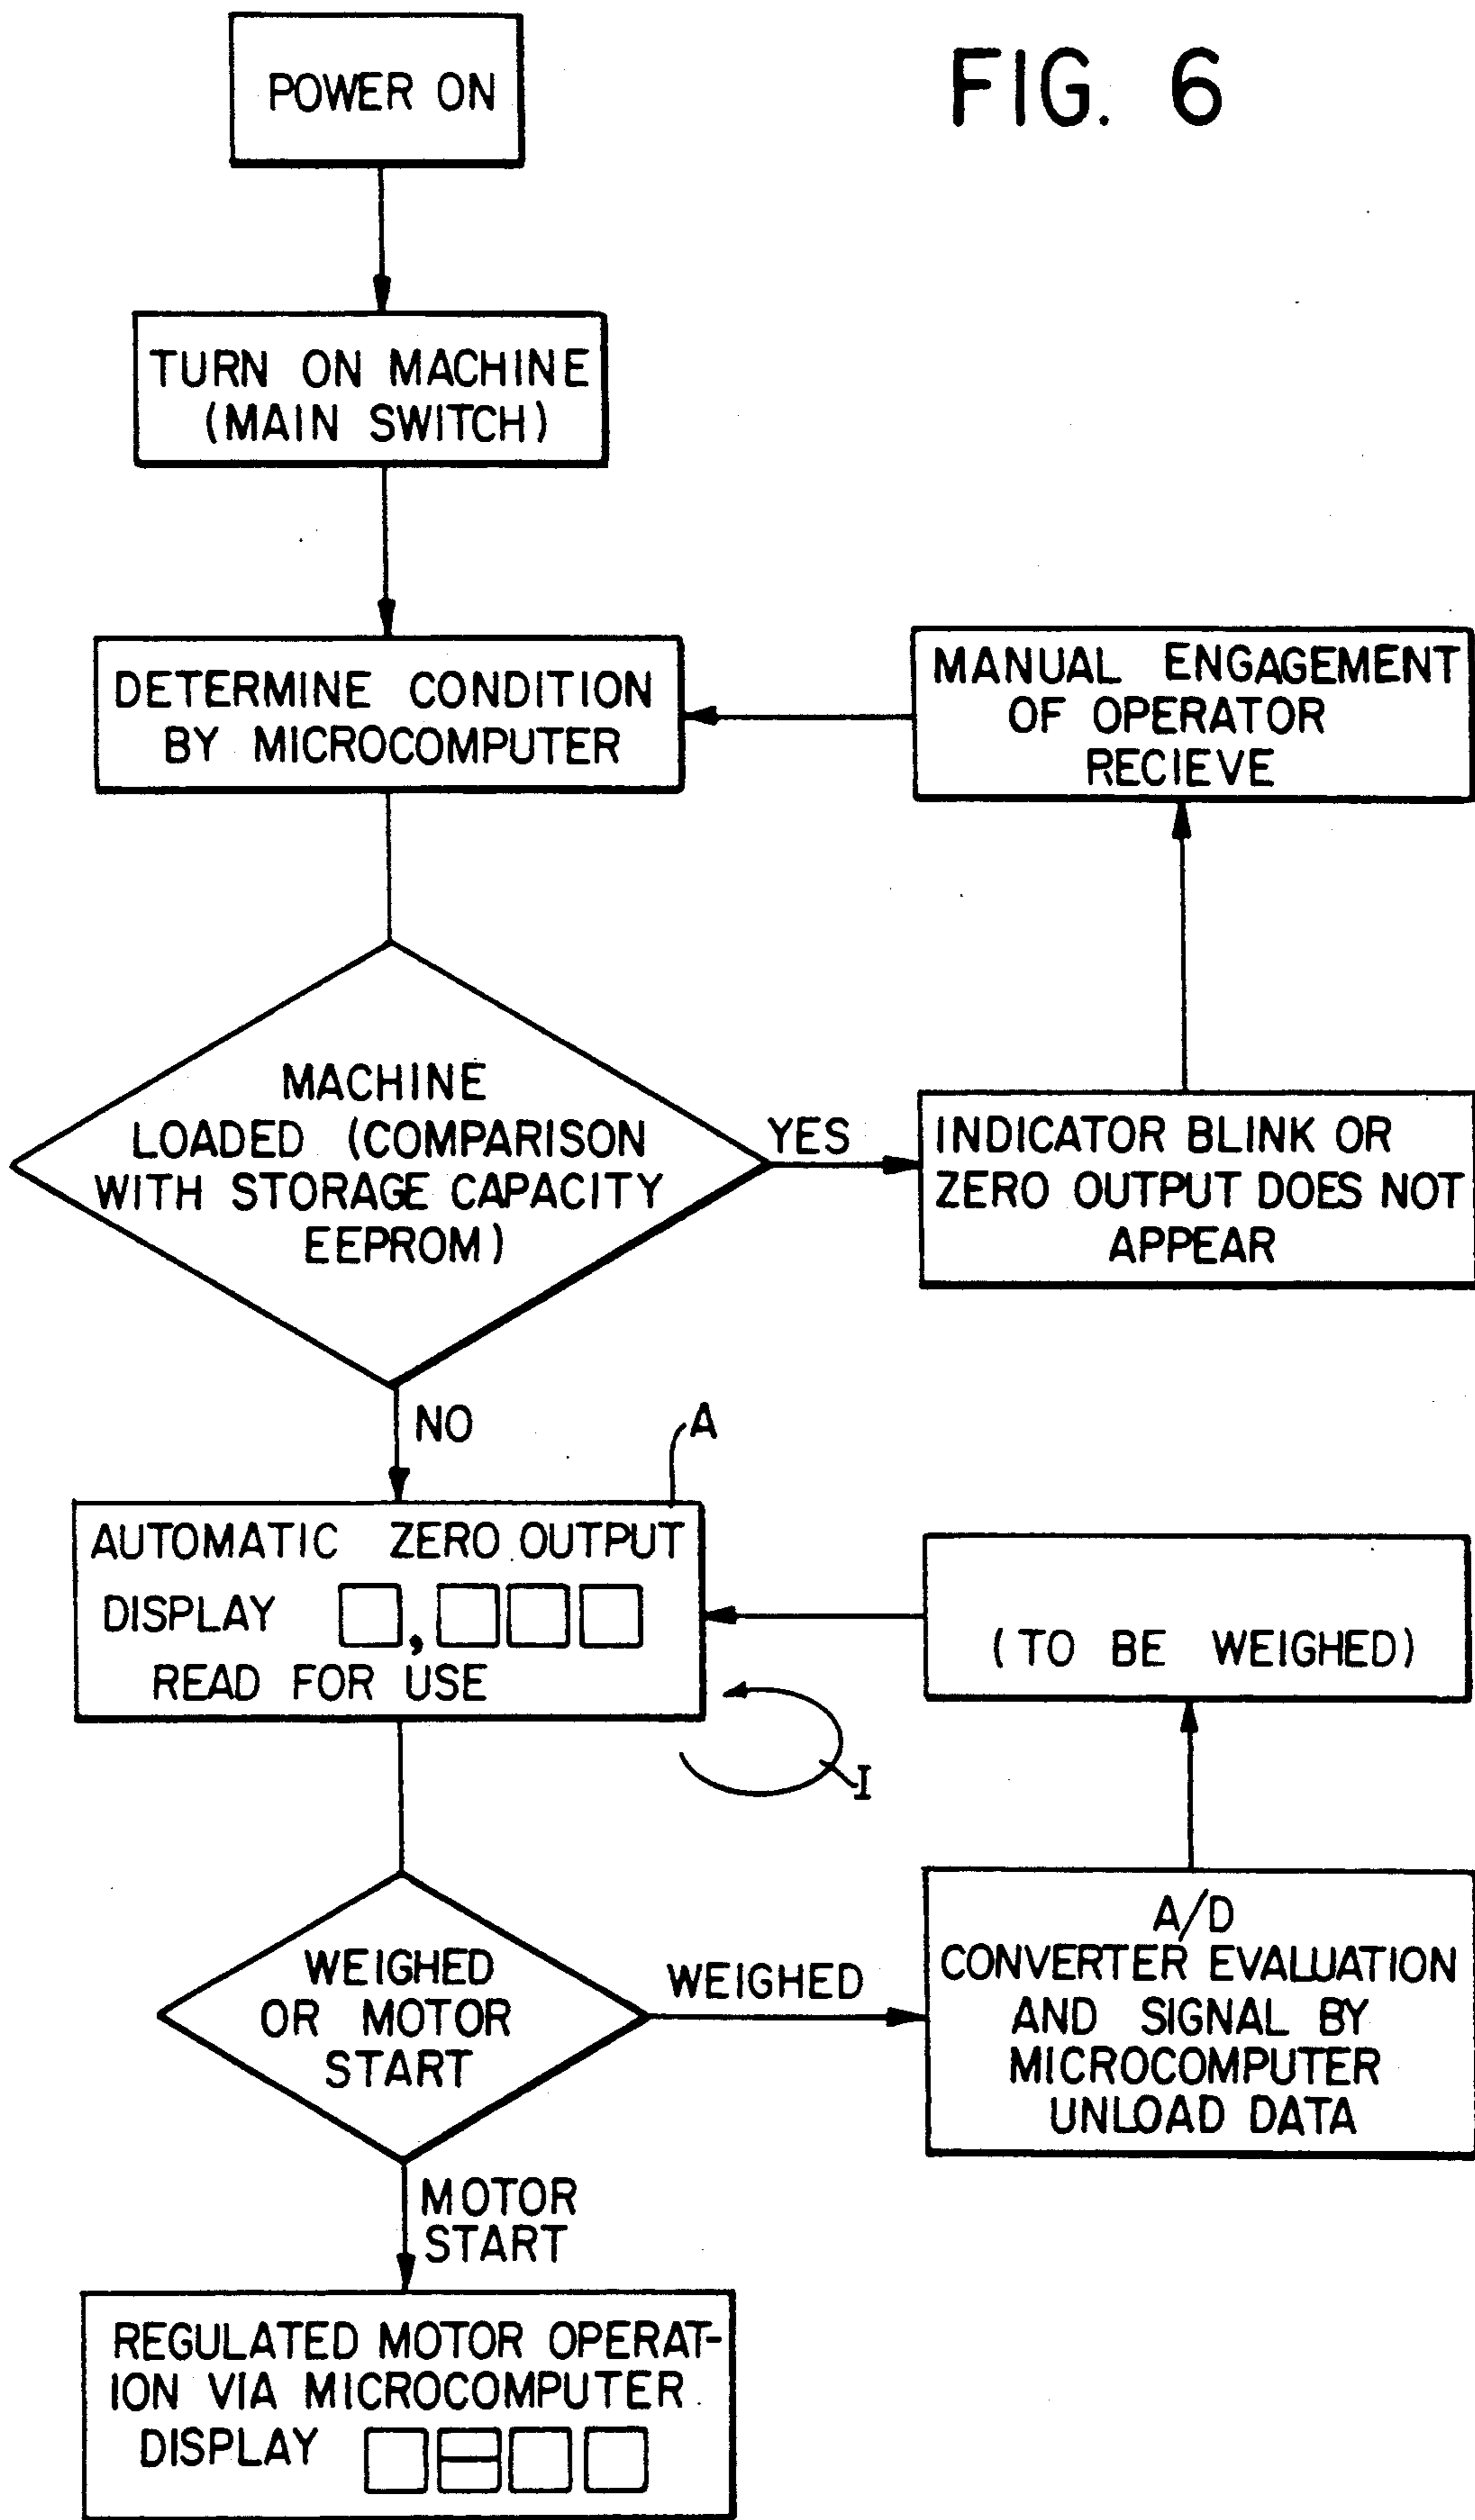 FIG. 6
POWER ON
TURN ON MACHINE
(MAIN SWITCH)
DETERMINE CONDITION
BY MICROCOMPUTER
MANUAL ENGAGEMENT
OF OPERATOR
RECIEVE
MACHINE
LOADED (COMPARISON
WITH STORAGE CAPACITY
EEPROM)
YES
INDICATOR BLINK OR
ZERO OUTPUT DOES NOT
APPEAR
NO
A
AUTOMATIC ZERO OUTPUT
DISPLAY 0,000
READ FOR USE
(TO BE WEIGHED)
I
WEIGHED
OR MOTOR
START
WEIGHED
A/D
CONVERTER EVALUATION
AND SIGNAL BY
MICROCOMPUTER
UNLOAD DATA
MOTOR
START
REGULATED MOTOR OPERAT-
ION VIA MICROCOMPUTER
DISPLAY 0800